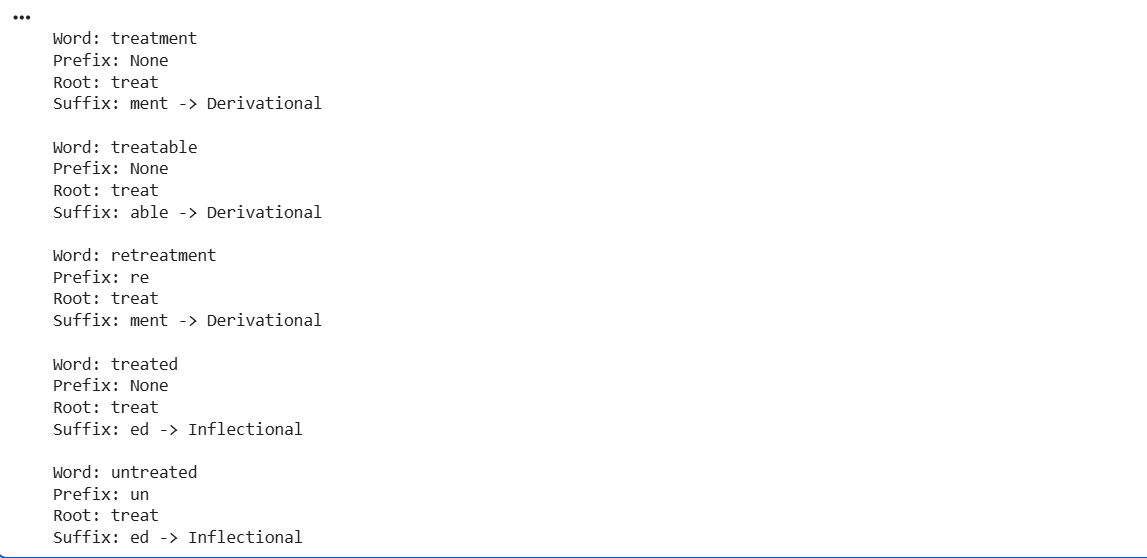 Word: treatment
Prefix: None
Root: treat
Suffix: ment -> Derivational
Word: treatable
Prefix: None
Root: treat
Suffix: able -> Derivational
Word: retreatment
Prefix: re
Root: treat
Suffix: ment -> Derivational
Word: treated
Prefix: None
Root: treat
Suffix: ed -> Inflectional
Word: untreated
Prefix: un
Root: treat
Suffix: ed -> Inflectional